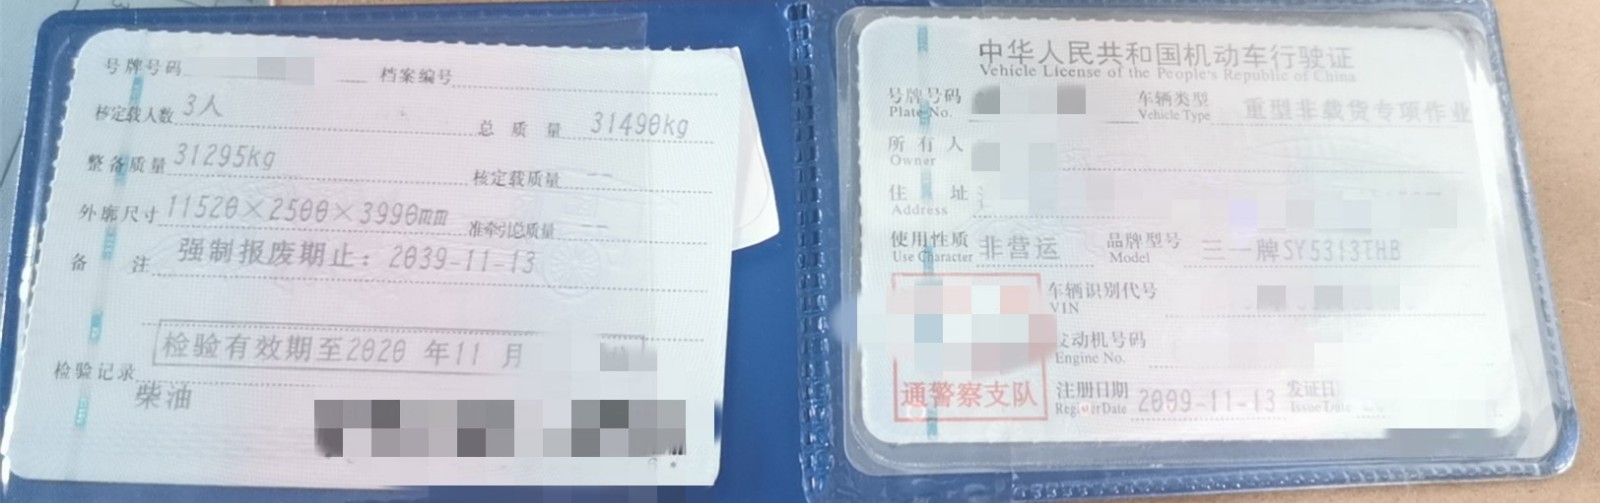 号牌号码 档案编号
核定载人数 3人 总质量 31490kg
整备质量 31295kg 核定载质量 --
外廓尺寸 11520×2500×3990mm 准牵引总质量 --
备注 强制报废期止：2039-11-13
检验有效期至2020 年11 月
检验记录
柴油
中华人民共和国机动车行驶证
Vehicle License of the People's Republic of China
号牌号码 车辆类型 重型非载货专项作业
Plate No. Vehicle Type
所有人
Owner
住址
Address
使用性质 非营运 品牌型号 三一牌SY5313THB
Use Character Model
车辆识别代号
VIN
发动机号码
Engine No.
通警察支队
注册日期 2009-11-13 发证日
Register Date Issue Date